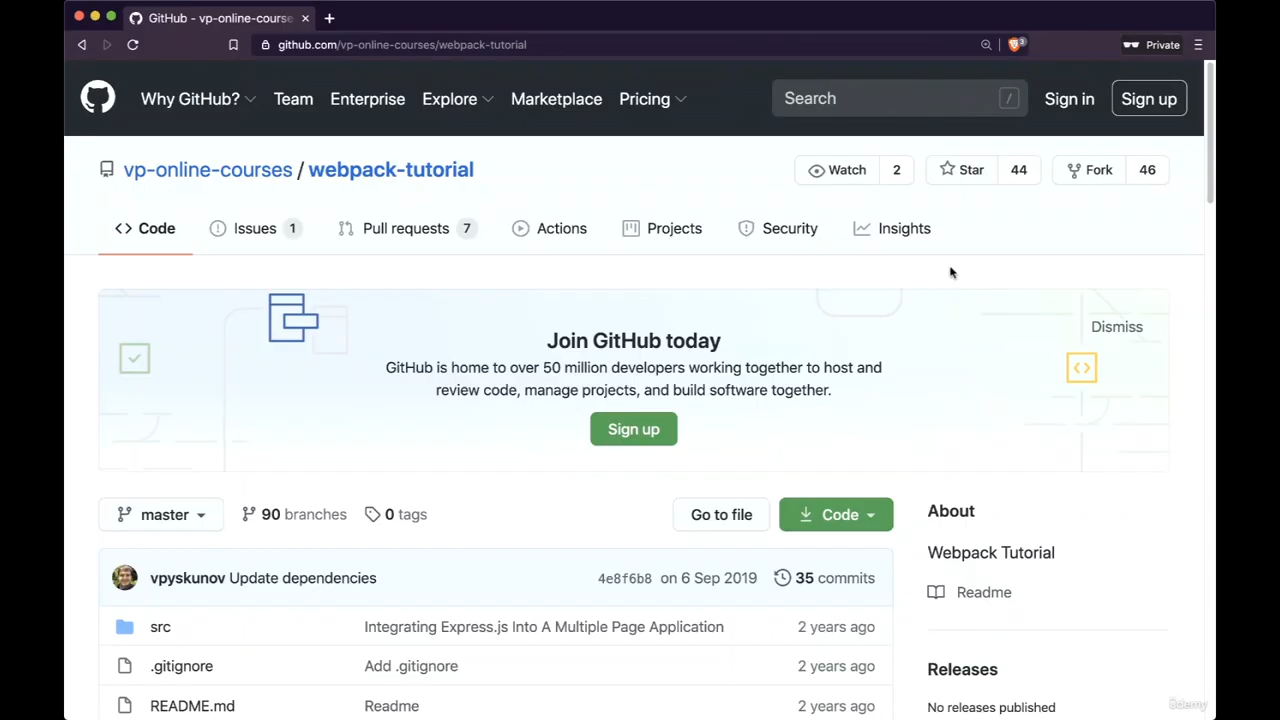 GitHub - vp-online-course
github.com/vp-online-courses/webpack-tutorial
3
Private
Why GitHub?
Team
Enterprise
Explore
Marketplace
Pricing
Search
/
Sign in
Sign up
vp-online-courses / webpack-tutorial
Watch 2
Star 44
Fork 46
Code
Issues 1
Pull requests 7
Actions
Projects
Security
Insights
Dismiss
Join GitHub today
GitHub is home to over 50 million developers working together to host and
review code, manage projects, and build software together.
Sign up
master
90 branches
0 tags
Go to file
Code
About
Webpack Tutorial
Readme
vpyskunov Update dependencies
4e8f6b8 on 6 Sep 2019
35 commits
src
Integrating Express.js Into A Multiple Page Application
2 years ago
.gitignore
Add .gitignore
2 years ago
README.md
Readme
2 years ago
Releases
No releases published
udemy